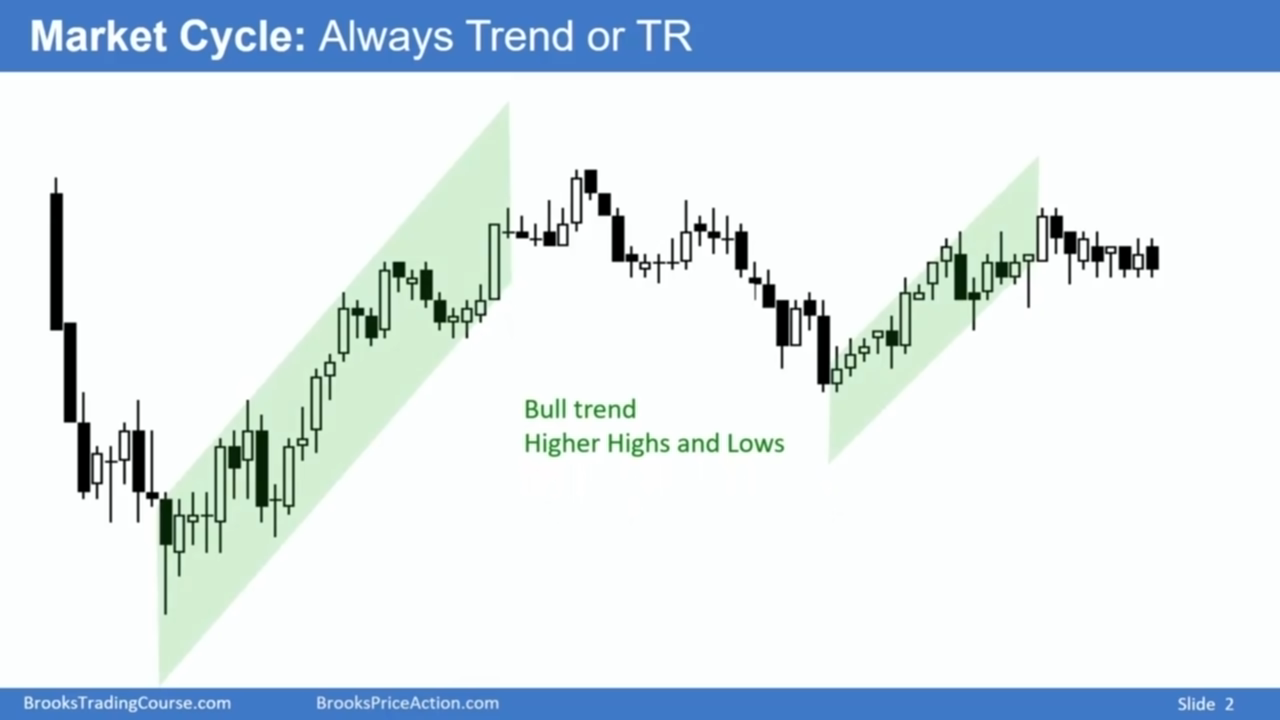 Market Cycle: Always Trend or TR
Bull trend
Higher Highs and Lows
BrooksTradingCourse.com
BrooksPriceAction.com
Slide 2